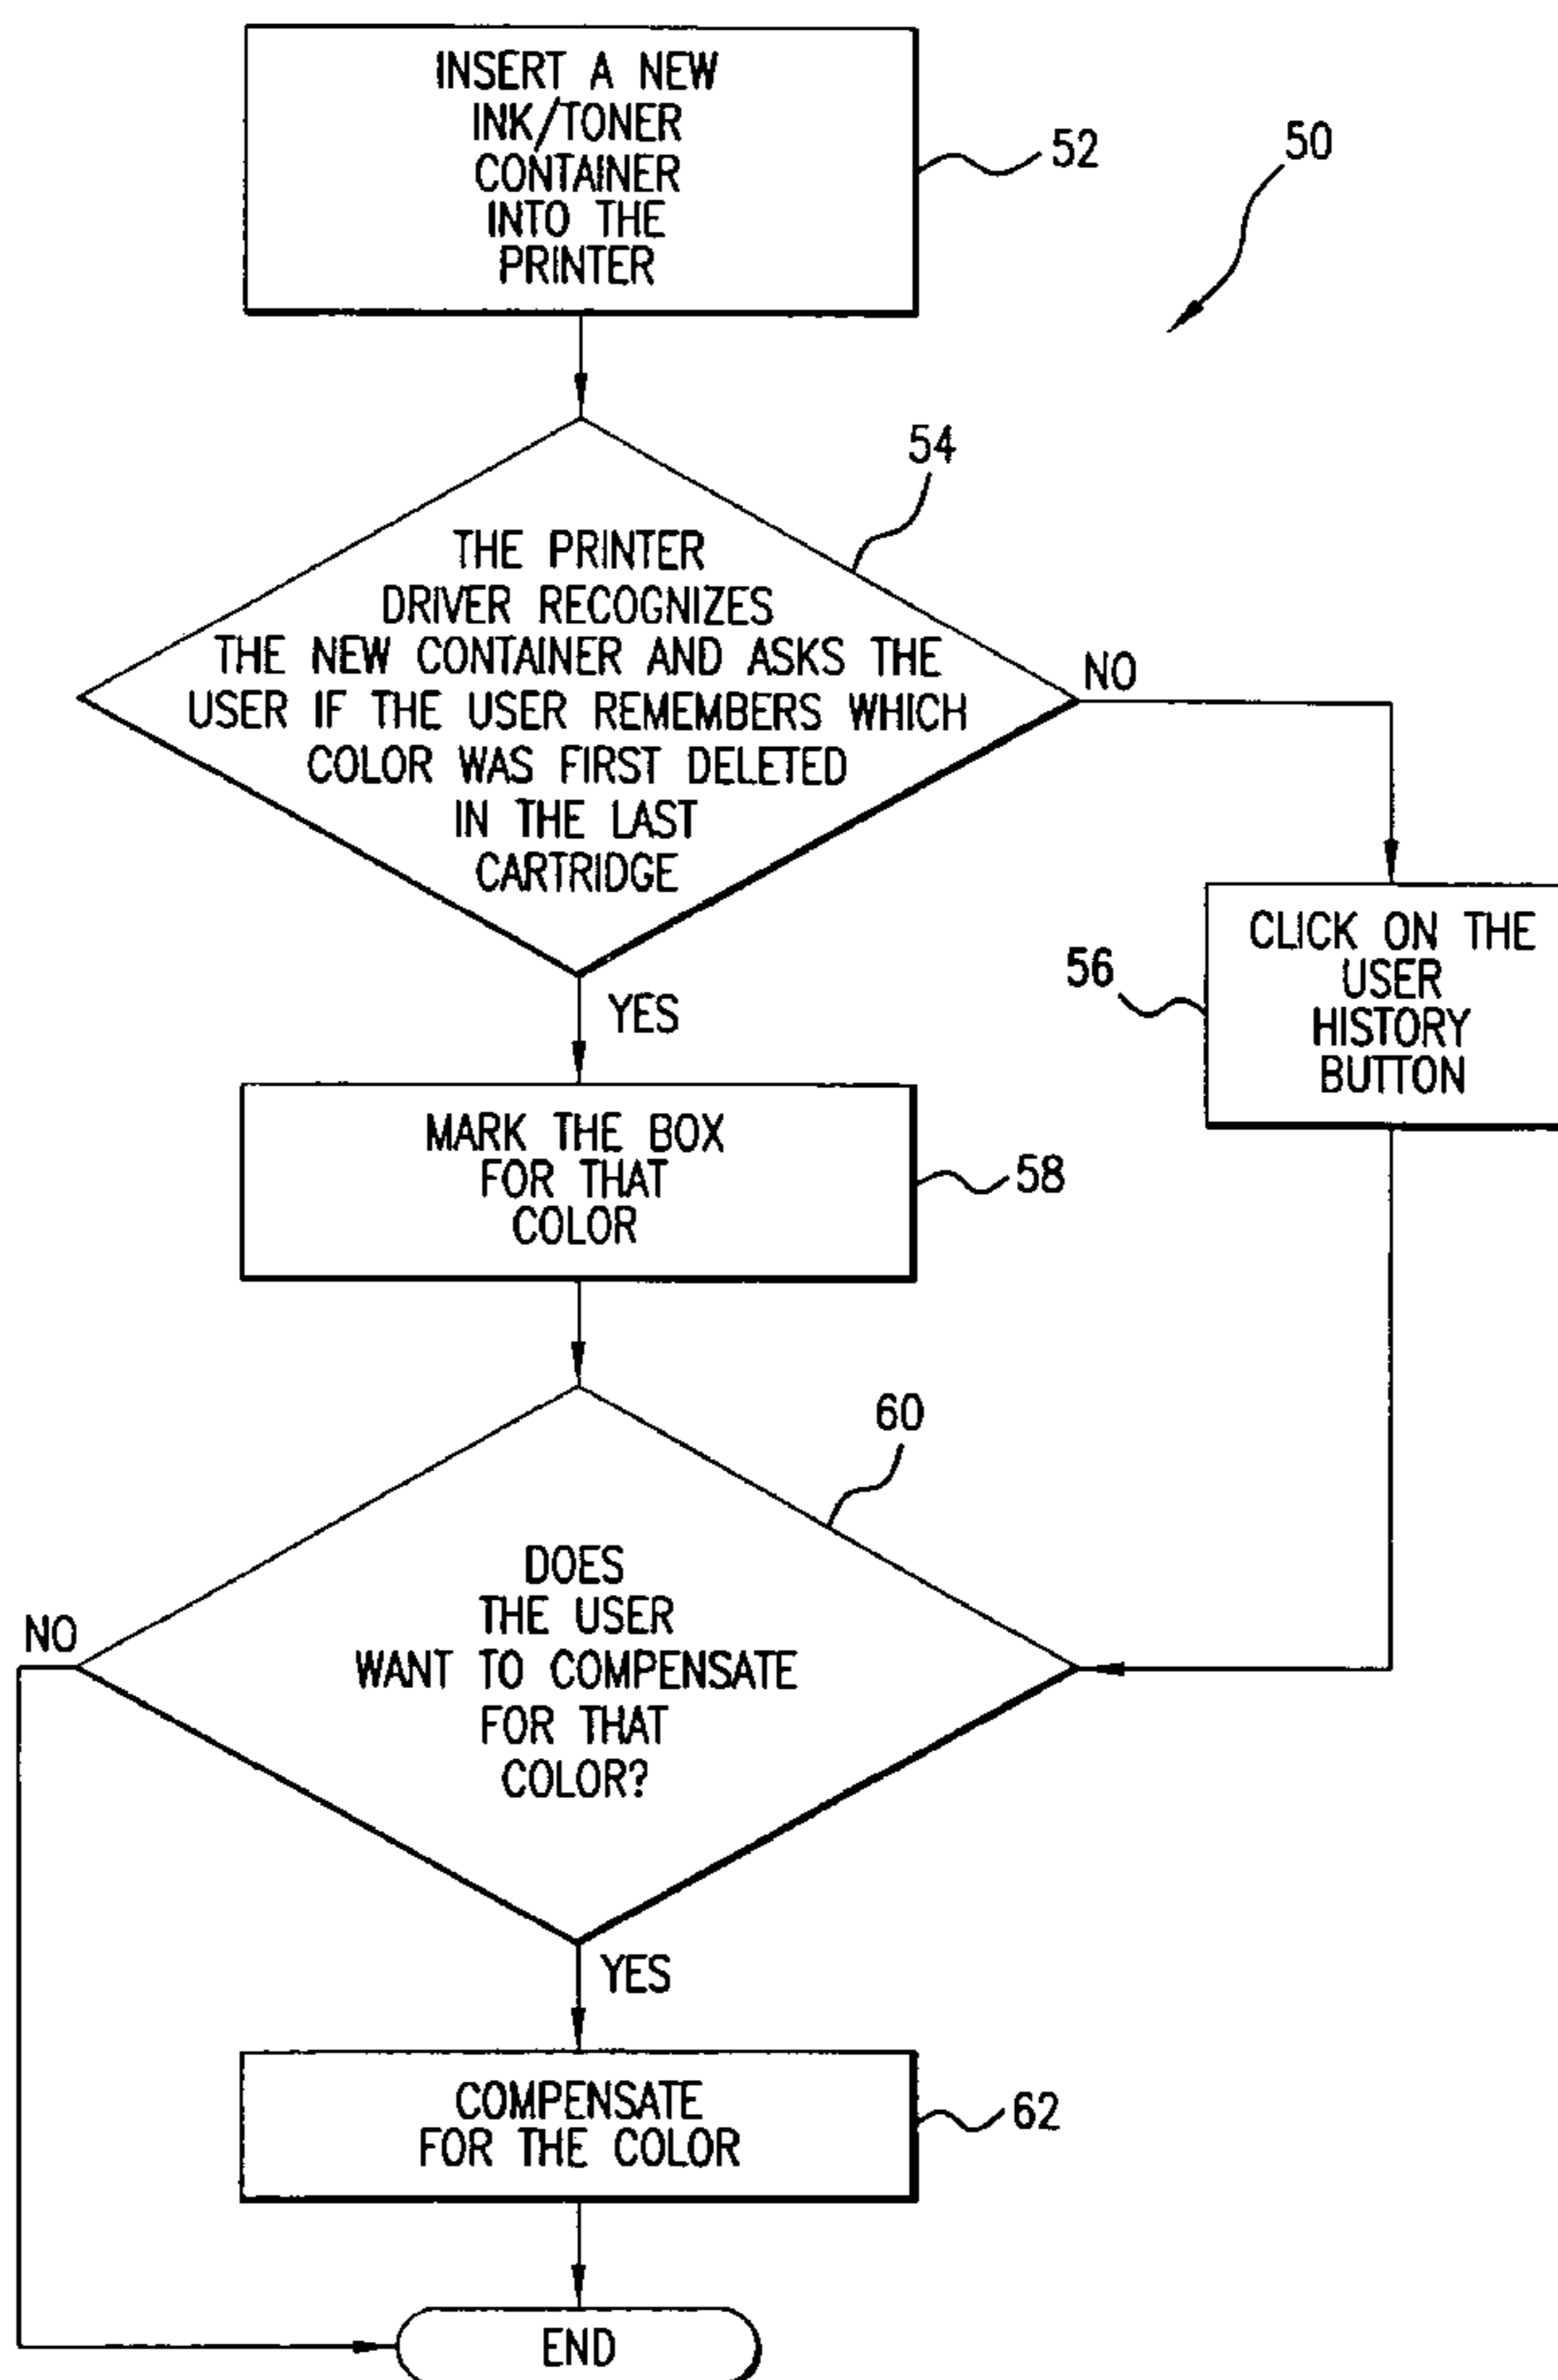 INSERT A NEW
INK/TONER
CONTAINER
INTO THE
PRINTER
52
50
54
THE PRINTER
DRIVER RECOGNIZES
THE NEW CONTAINER AND ASKS THE
USER IF THE USER REMEMBERS WHICH
COLOR WAS FIRST DELETED
IN THE LAST
CARTRIDGE
NO
YES
CLICK ON THE
USER
HISTORY
BUTTON
56
MARK THE BOX
FOR THAT
COLOR
58
60
DOES
THE USER
WANT TO COMPENSATE
FOR THAT
COLOR?
NO
YES
COMPENSATE
FOR THE COLOR
62
END